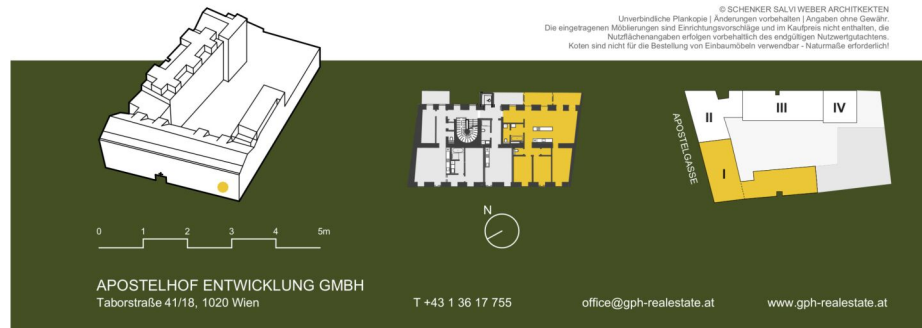 © SCHENKER SALVI WEBER ARCHITKEKTEN
Unverbindliche Plankopie | Änderungen vorbehalten | Angaben ohne Gewähr.
Die eingetragenen Möblierungen sind Einrichtungsvorschläge und im Kaufpreis nicht enthalten, die
Nutzflächenangaben erfolgen vorbehaltlich des endgültigen Nutzwertgutachtens.
Koten sind nicht für die Bestellung von Einbaumöbeln verwendbar - Naturmaße erforderlich!
II
III
IV
APOSTELGASSE
I
N
0 1 2 3 4 5m
APOSTELHOF ENTWICKLUNG GMBH
Taborstraße 41/18, 1020 Wien
T +43 1 36 17 755
office@gph-realestate.at
www.gph-realestate.at